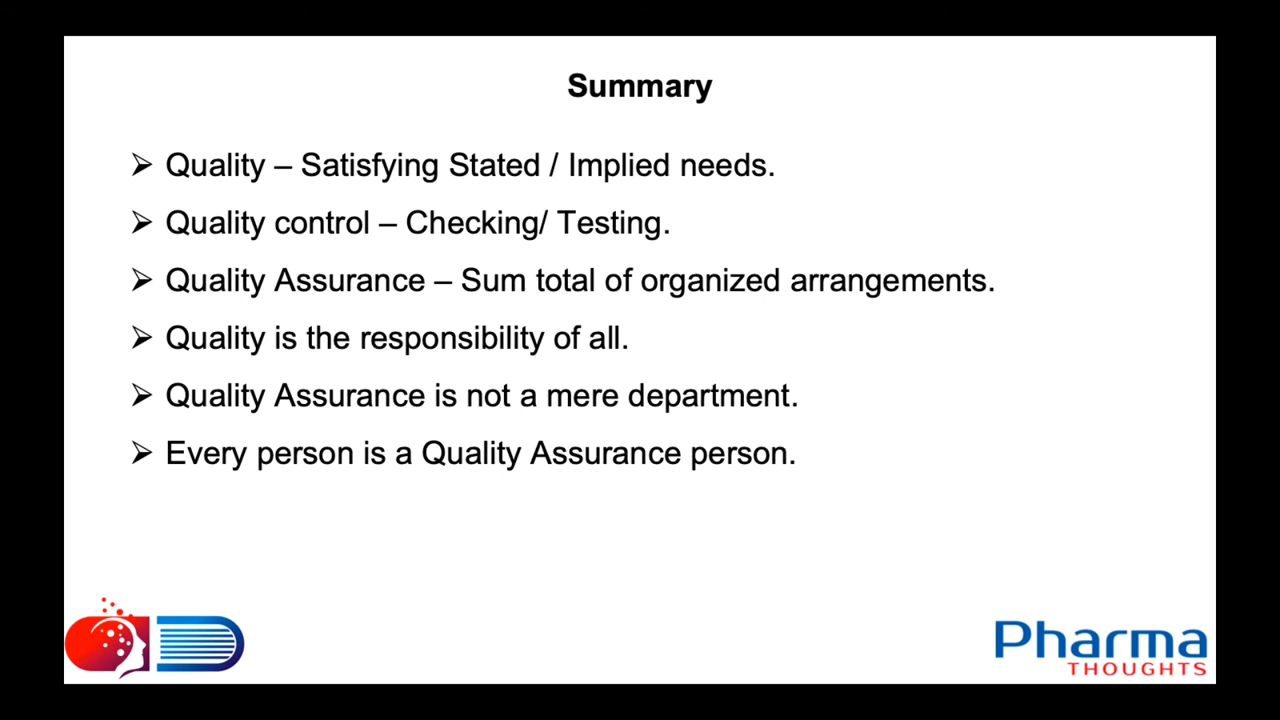 Summary
➢ Quality – Satisfying Stated / Implied needs.
➢ Quality control – Checking/ Testing.
➢ Quality Assurance – Sum total of organized arrangements.
➢ Quality is the responsibility of all.
➢ Quality Assurance is not a mere department.
➢ Every person is a Quality Assurance person.
Pharma
THOUGHTS